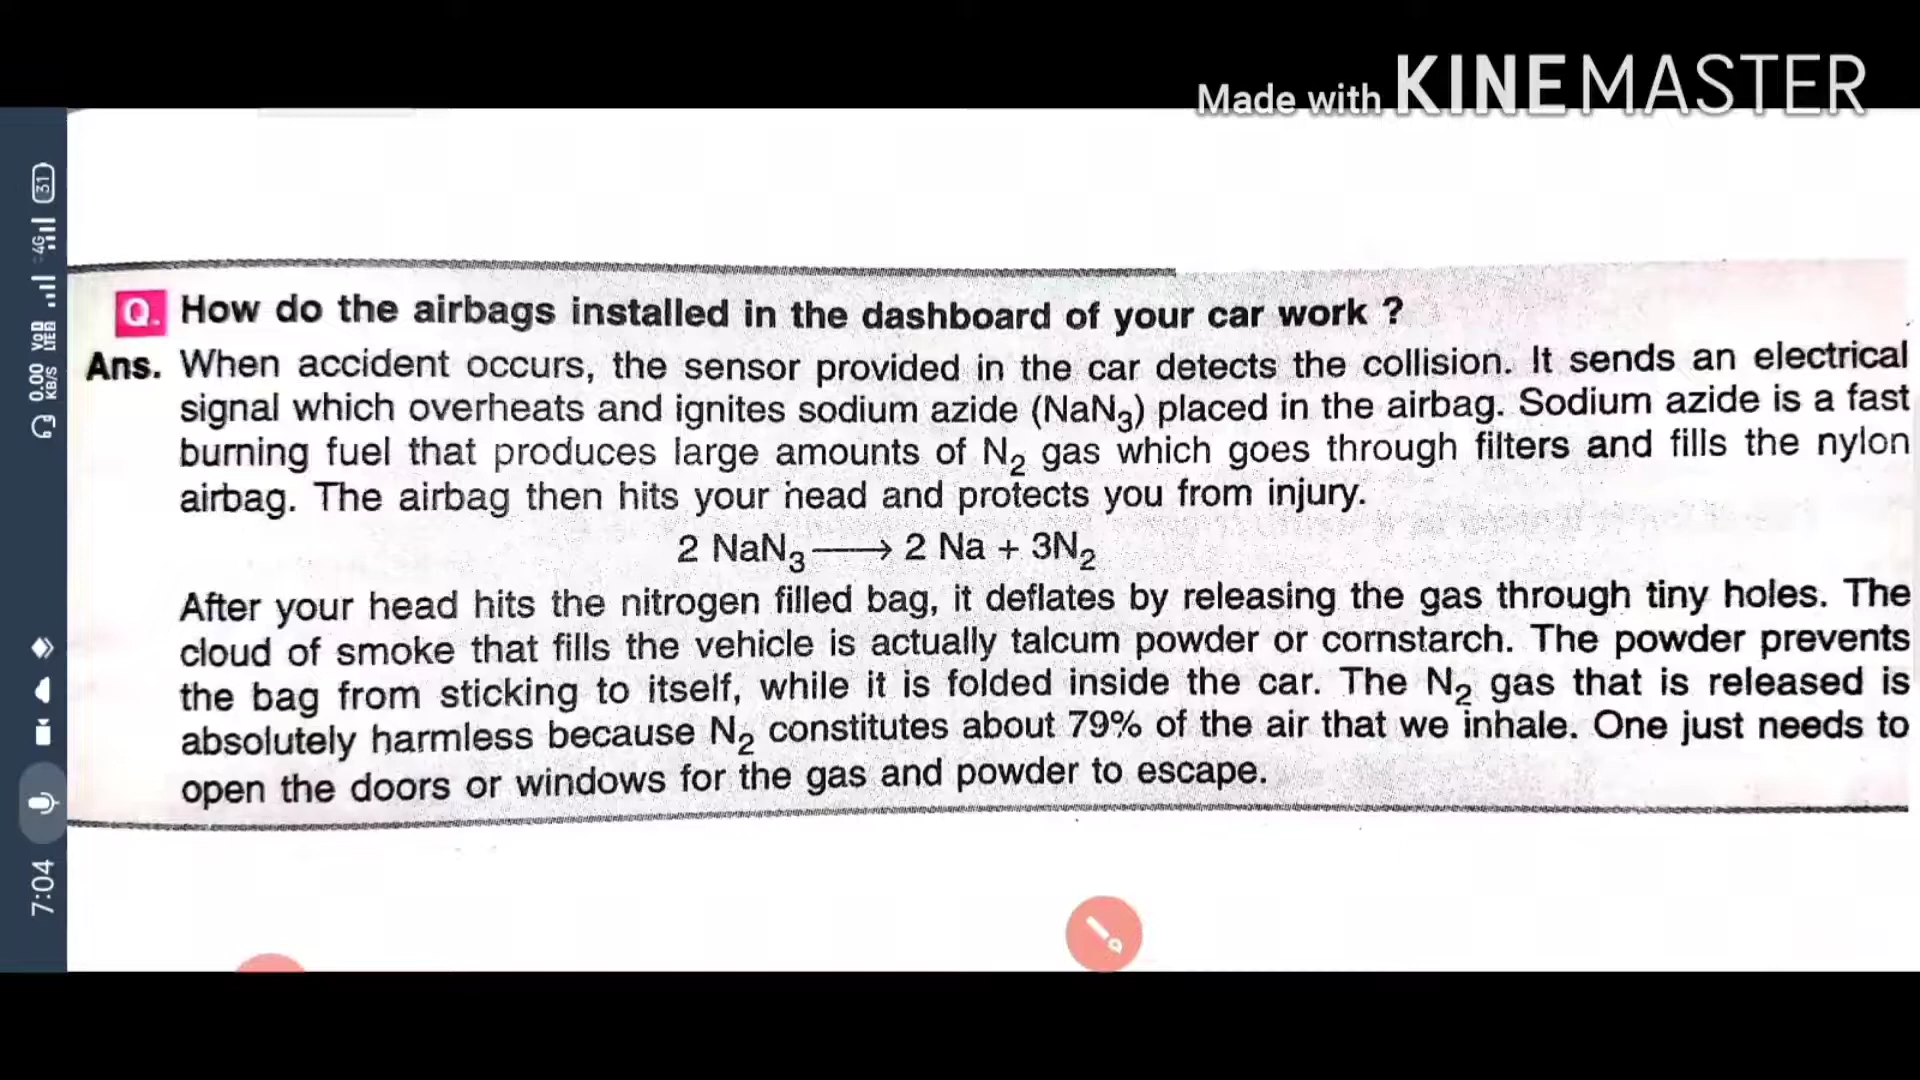 Made with KINEMASTER
Q. How do the airbags installed in the dashboard of your car work ?
Ans. When accident occurs, the sensor provided in the car detects the collision. It sends an electrical
signal which overheats and ignites sodium azide (NaN₃) placed in the airbag. Sodium azide is a fast
burning fuel that produces large amounts of N₂ gas which goes through filters and fills the nylon
airbag. The airbag then hits your head and protects you from injury.
2 NaN₃ ⟶ 2 Na + 3N₂
After your head hits the nitrogen filled bag, it deflates by releasing the gas through tiny holes. The
cloud of smoke that fills the vehicle is actually talcum powder or cornstarch. The powder prevents
the bag from sticking to itself, while it is folded inside the car. The N₂ gas that is released is
absolutely harmless because N₂ constitutes about 79% of the air that we inhale. One just needs to
open the doors or windows for the gas and powder to escape.
7:04
0.00 KB/S
VoD LTE2
4G
31